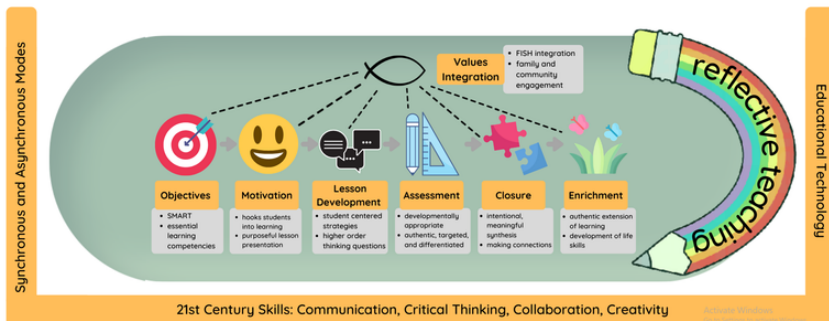 Synchronous and Asynchronous Modes
Values
Integration
• FISH integration
• family and
community
engagement
reflective teaching
Educational Technology
Objectives
• SMART
• essential
learning
competencies
Motivation
• hooks students
into learning
• purposeful lesson
presentation
Lesson
Development
• student centered
strategies
• higher order
thinking questions
Assessment
• developmentally
appropriate
• authentic, targeted,
and differentiated
Closure
• intentional,
meaningful
synthesis
• making connections
Enrichment
• authentic extension
of learning
• development of life
skills
21st Century Skills: Communication, Critical Thinking, Collaboration, Creativity
Activate Windows